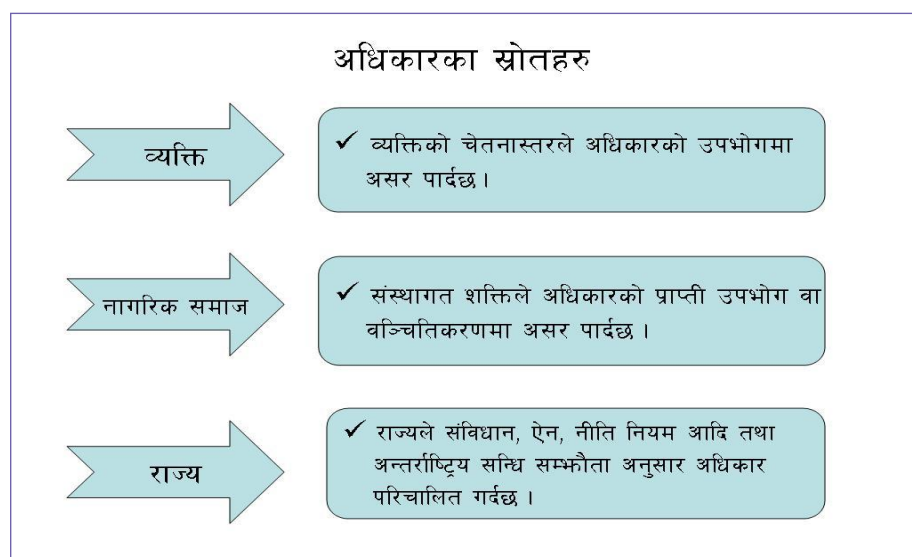 अधिकारका स्रोतहरु
व्यक्ति
✓ व्यक्तिको चेतनास्तरले अधिकारको उपभोगमा
असर पार्दछ ।
नागरिक समाज
✓ संस्थागत शक्तिले अधिकारको प्राप्ती उपभोग वा
वञ्चितिकरणमा असर पार्दछ ।
राज्य
✓ राज्यले संविधान, ऐन, नीति नियम आदि तथा
अन्तर्राष्ट्रिय सन्धि सम्झौता अनुसार अधिकार
परिचालित गर्दछ ।